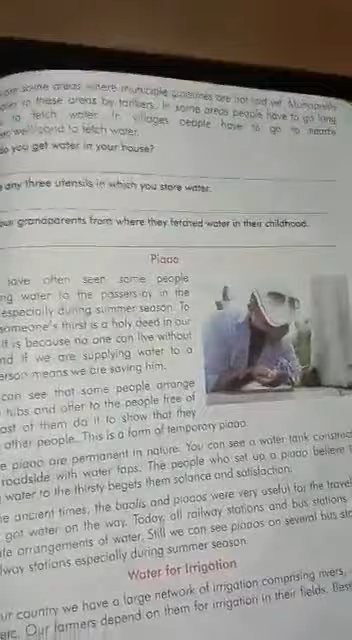 are some areas where municipal pipelines are not laid yet. Municipality
water to these areas by tankers. In some areas people have to go long
to fetch water. In villages people have to go to nearby
well/pond to fetch water.
do you get water in your house?
any three utensils in which you store water.
our grandparents from where they fetched water in their childhood.
Piaao
have often seen some people
ng water to the passersby in the
especially during summer season. To
someone's thirst is a holy deed in our
It is because no one can live without
nd if we are supplying water to a
erson means we are saving him.
can see that some people arrange
tubs and offer to the people free of
ost of them do it to show that they
other people. This is a form of temporary piaao.
e piaao are permanent in nature. You can see a water tank construct
roadside with water taps. The people who set up a piaao believe t
water to the thirsty begets them solance and satisfaction.
e ancient times, the baolis and piaaos were very useful for the travel
got water on the way. Today, all railway stations and bus stations
arrangements of water. Still we can see piaaos on several bus sta
lway stations especially during summer season.
Water for Irrigation
ur country we have a large network of irrigation comprising rivers,
etc. Our farmers depend on them for irrigation in their fields. Besi